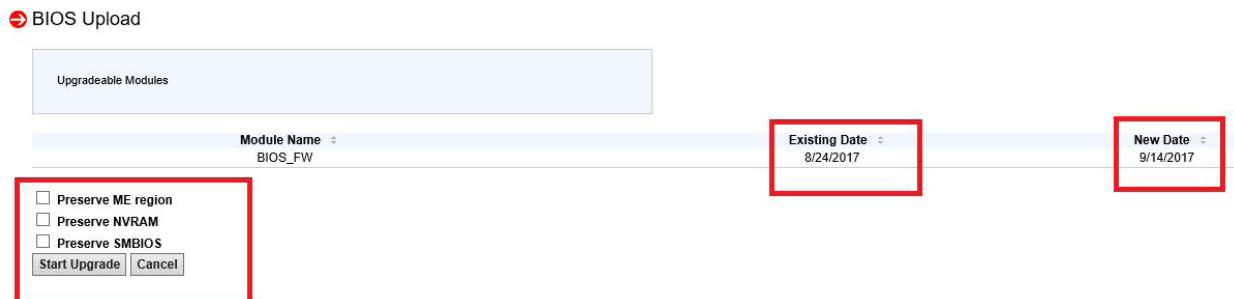 BIOS Upload
Upgradeable Modules
Module Name Existing Date New Date
BIOS_FW 8/24/2017 9/14/2017
Preserve ME region
Preserve NVRAM
Preserve SMBIOS
Start Upgrade Cancel